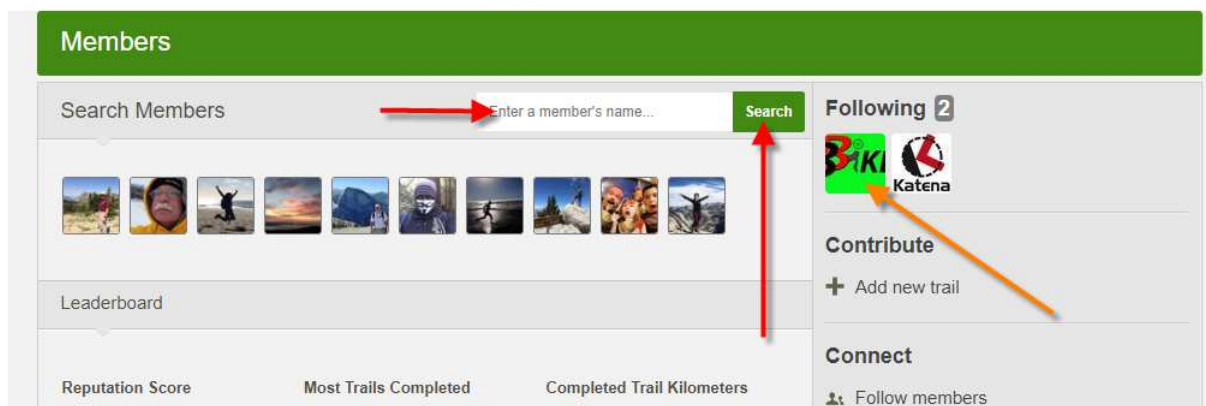 Members
Search Members
Enter a member's name...
Search
Following 2
Katena
Contribute
Add new trail
Leaderboard
Connect
Reputation Score
Most Trails Completed
Completed Trail Kilometers
Follow members